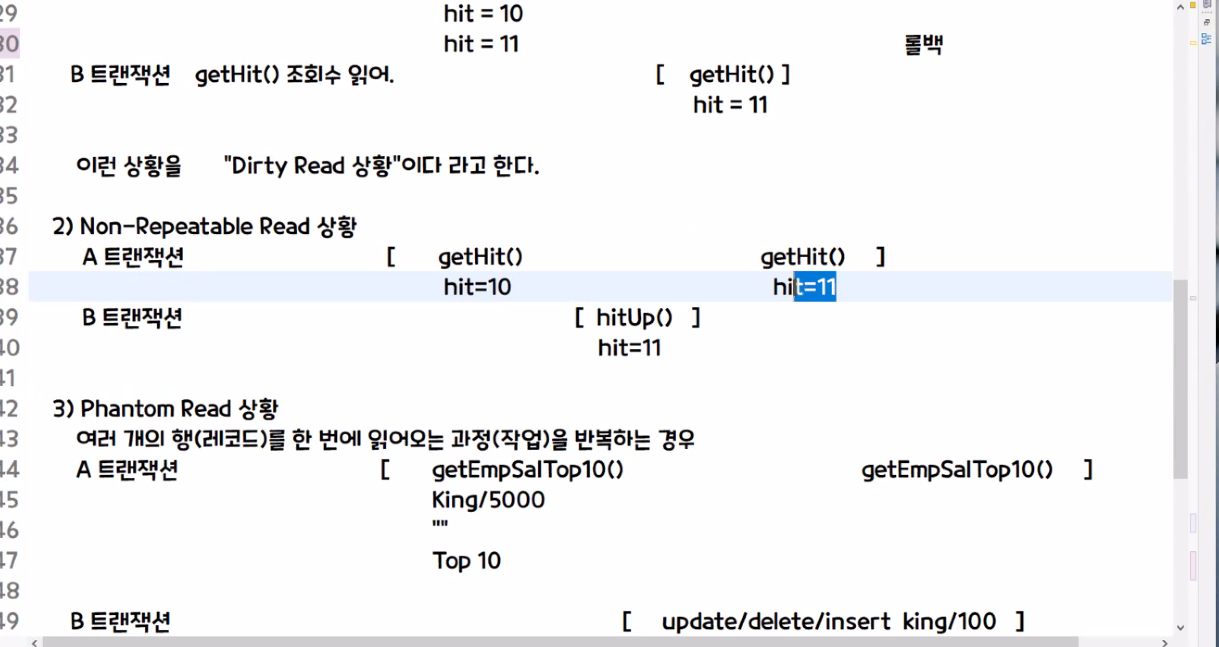 29 hit = 10
30 hit = 11 롤백
31 B 트랜잭션 getHit() 조회수 읽어. [ getHit() ]
32 hit = 11
33
34 이런 상황을 "Dirty Read 상황"이다 라고 한다.
35
36 2) Non-Repeatable Read 상황
37 A 트랜잭션 [ getHit() getHit() ]
38 hit=10 hit=11
39 B 트랜잭션 [ hitUp() ]
40 hit=11
41
42 3) Phantom Read 상황
43 여러 개의 행(레코드)를 한 번에 읽어오는 과정(작업)을 반복하는 경우
44 A 트랜잭션 [ getEmpSalTop10() getEmpSalTop10() ]
45 King/5000
46 ""
47 Top 10
48
49 B 트랜잭션 [ update/delete/insert king/100 ]